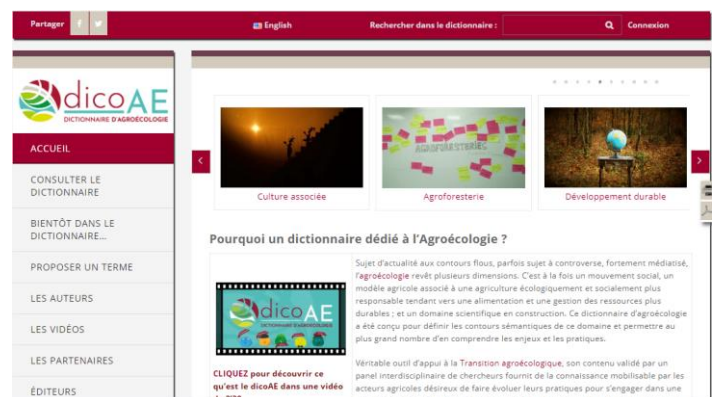 Partager
English
Rechercher dans le dictionnaire :
Connexion
dicoAE
DICTIONNAIRE D'AGROÉCOLOGIE
ACCUEIL
CONSULTER LE
DICTIONNAIRE
BIENTÔT DANS LE
DICTIONNAIRE...
PROPOSER UN TERME
LES AUTEURS
LES VIDÉOS
LES PARTENAIRES
ÉDITEURS
AGROFORESTERIE
Culture associée
Agroforesterie
Développement durable
Pourquoi un dictionnaire dédié à l'Agroécologie ?
dicoAE
DICTIONNAIRE D'AGROÉCOLOGIE
CLIQUEZ pour découvrir ce
qu'est le dicoAE dans une vidéo
Sujet d'actualité aux contours flous, parfois sujet à controverse, fortement médiatisé,
l'agroécologie revêt plusieurs dimensions. C'est à la fois un mouvement social, un
modèle agricole associé à une agriculture écologiquement et socialement plus
responsable tendant vers une alimentation et une gestion des ressources plus
durables ; et un domaine scientifique en construction. Ce dictionnaire d'agroécologie
a été conçu pour définir les contours sémantiques de ce domaine et permettre au
plus grand nombre d'en comprendre les enjeux et les pratiques.
Véritable outil d'appui à la Transition agroécologique, son contenu validé par un
panel interdisciplinaire de chercheurs fournit de la connaissance mobilisable par les
acteurs agricoles désireux de faire évoluer leurs pratiques pour s'engager dans une